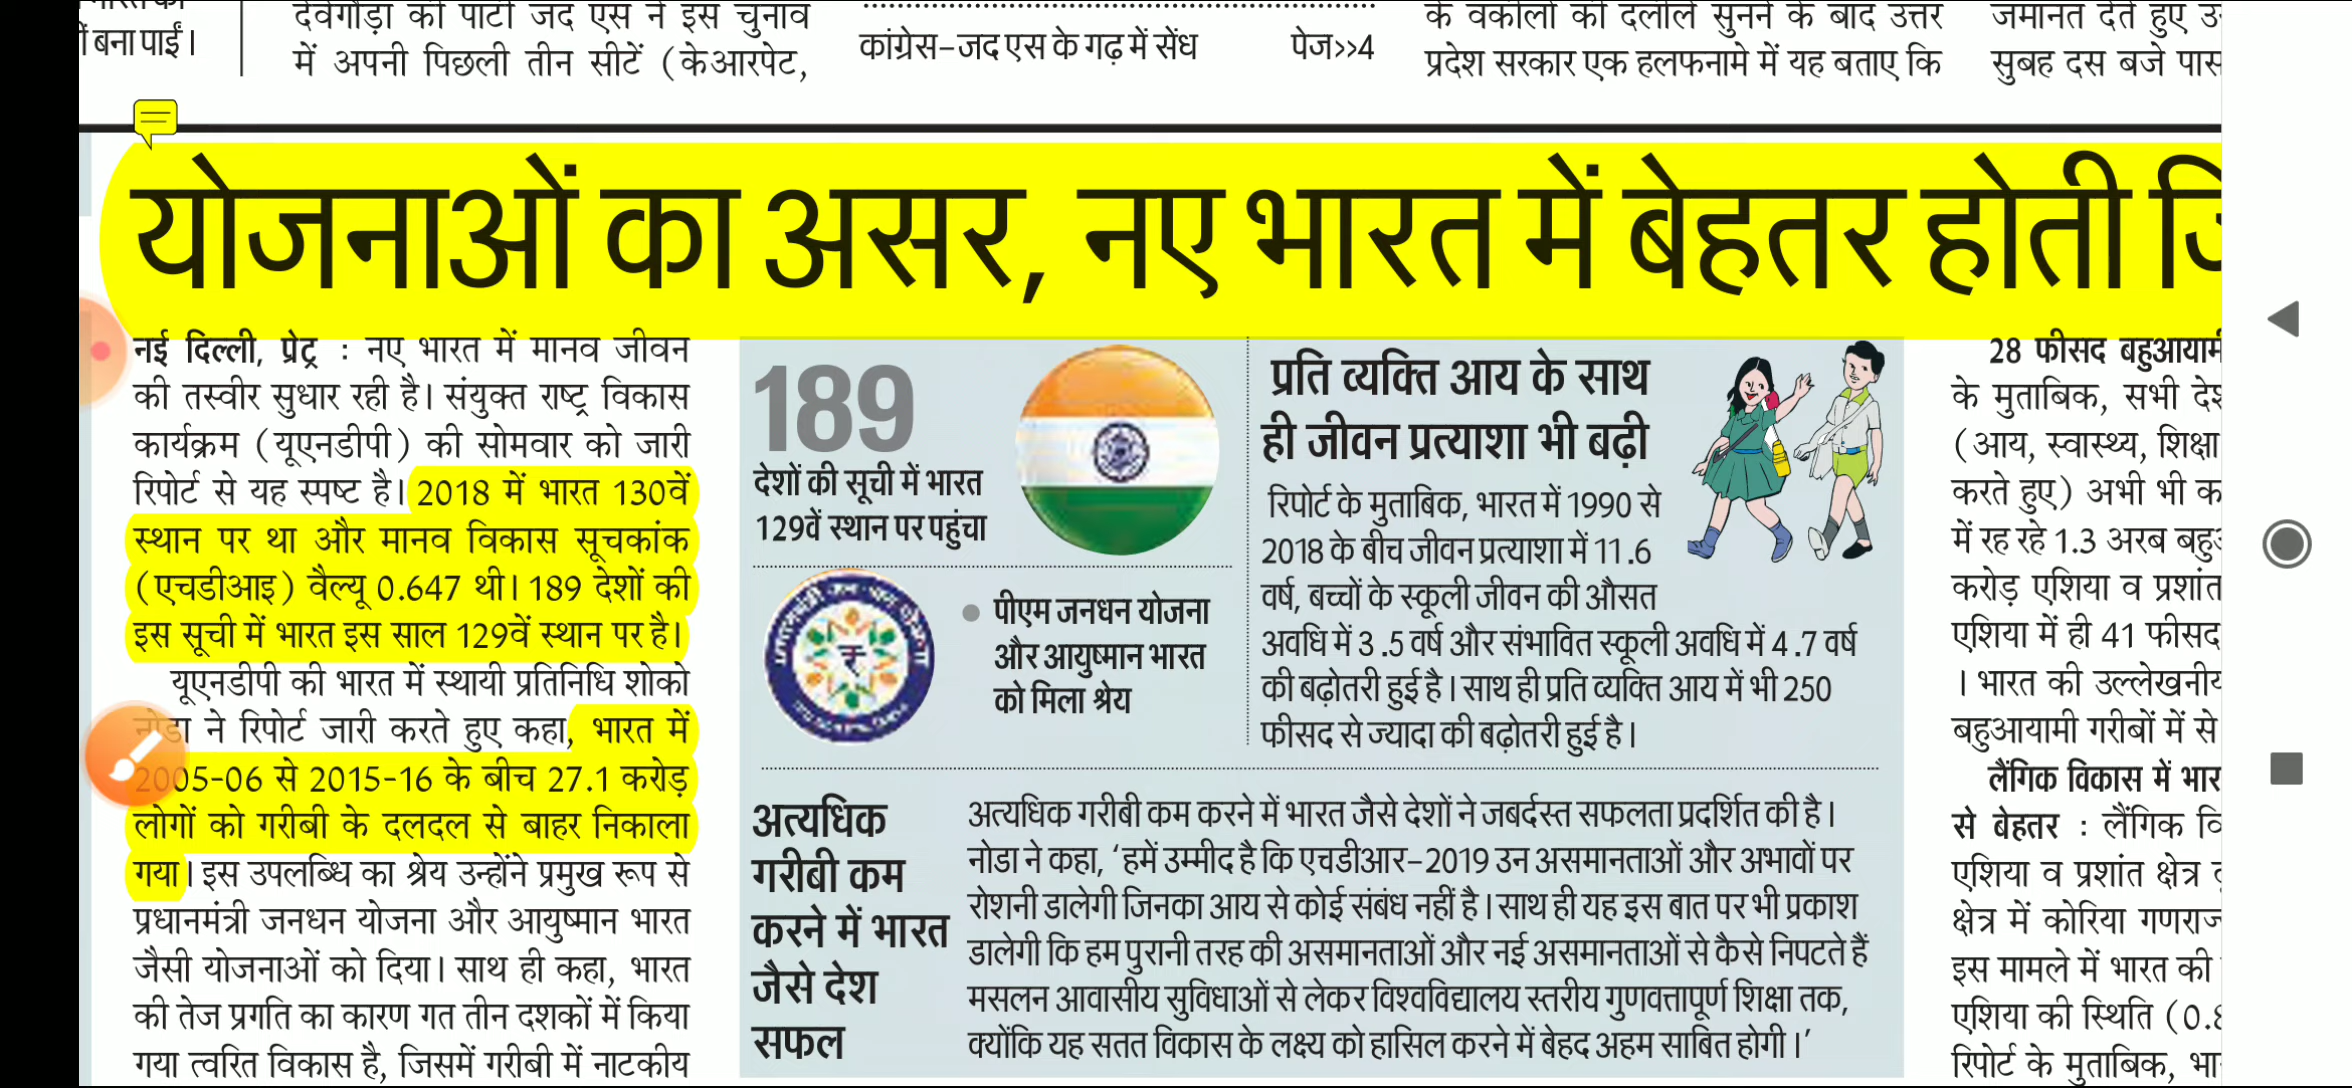 में बना पाईं।
देवेगौड़ा की पार्टी जद एस ने इस चुनाव
में अपनी पिछली तीन सीटें (केआरपेट,
कांग्रेस-जद एस के गढ़ में सेंध पेज>>4
के वकीलों की दलीलें सुनने के बाद उत्तर
प्रदेश सरकार एक हलफनामे में यह बताए कि
जमानत देते हुए
सुबह दस बजे पास
योजनाओं का असर, नए भारत में बेहतर होती
नई दिल्ली, प्रेट्र : नए भारत में मानव जीवन
की तस्वीर सुधार रही है। संयुक्त राष्ट्र विकास
कार्यक्रम (यूएनडीपी) की सोमवार को जारी
रिपोर्ट से यह स्पष्ट है। 2018 में भारत 130वें
स्थान पर था और मानव विकास सूचकांक
(एचडीआइ) वैल्यू 0.647 थी। 189 देशों की
इस सूची में भारत इस साल 129वें स्थान पर है।
यूएनडीपी की भारत में स्थायी प्रतिनिधि शोको
नोडा ने रिपोर्ट जारी करते हुए कहा, भारत में
2005-06 से 2015-16 के बीच 27.1 करोड़
लोगों को गरीबी के दलदल से बाहर निकाला
गया। इस उपलब्धि का श्रेय उन्होंने प्रमुख रूप से
प्रधानमंत्री जनधन योजना और आयुष्मान भारत
जैसी योजनाओं को दिया। साथ ही कहा, भारत
की तेज प्रगति का कारण गत तीन दशकों में किया
गया त्वरित विकास है, जिसमें गरीबी में नाटकीय
189
देशों की सूची में भारत
129वें स्थान पर पहुंचा
पीएम जनधन योजना
और आयुष्मान भारत
को मिला श्रेय
प्रति व्यक्ति आय के साथ
ही जीवन प्रत्याशा भी बढ़ी
रिपोर्ट के मुताबिक, भारत में 1990 से
2018 के बीच जीवन प्रत्याशा में 11.6
वर्ष, बच्चों के स्कूली जीवन की औसत
अवधि में 3.5 वर्ष और संभावित स्कूली अवधि में 4.7 वर्ष
की बढ़ोतरी हुई है। साथ ही प्रति व्यक्ति आय में भी 250
फीसद से ज्यादा की बढ़ोतरी हुई है।
अत्यधिक
गरीबी कम
करने में भारत
जैसे देश
सफल
अत्यधिक गरीबी कम करने में भारत जैसे देशों ने जबर्दस्त सफलता प्रदर्शित की है।
नोडा ने कहा, ‘हमें उम्मीद है कि एचडीआर-2019 उन असमानताओं और अभावों पर
रोशनी डालेगी जिनका आय से कोई संबंध नहीं है। साथ ही यह इस बात पर भी प्रकाश
डालेगी कि हम पुरानी तरह की असमानताओं और नई असमानताओं से कैसे निपटते हैं
मसलन आवासीय सुविधाओं से लेकर विश्वविद्यालय स्तरीय गुणवत्तापूर्ण शिक्षा तक,
क्योंकि यह सतत विकास के लक्ष्य को हासिल करने में बेहद अहम साबित होगी।’
28 फीसद बहुआयामी
के मुताबिक, सभी
(आय, स्वास्थ्य, शिक्षा
करते हुए) अभी भी
में रह रहे 1.3 अरब
करोड़ एशिया व प्रशांत
एशिया में ही 41 फीसद
। भारत की उल्लेखनीय
बहुआयामी गरीबों में से
लैंगिक विकास में
से बेहतर : लैंगिक
एशिया व प्रशांत क्षेत्र
क्षेत्र में कोरिया
इस मामले में भारत की
एशिया की स्थिति
रिपोर्ट के मुताबिक,